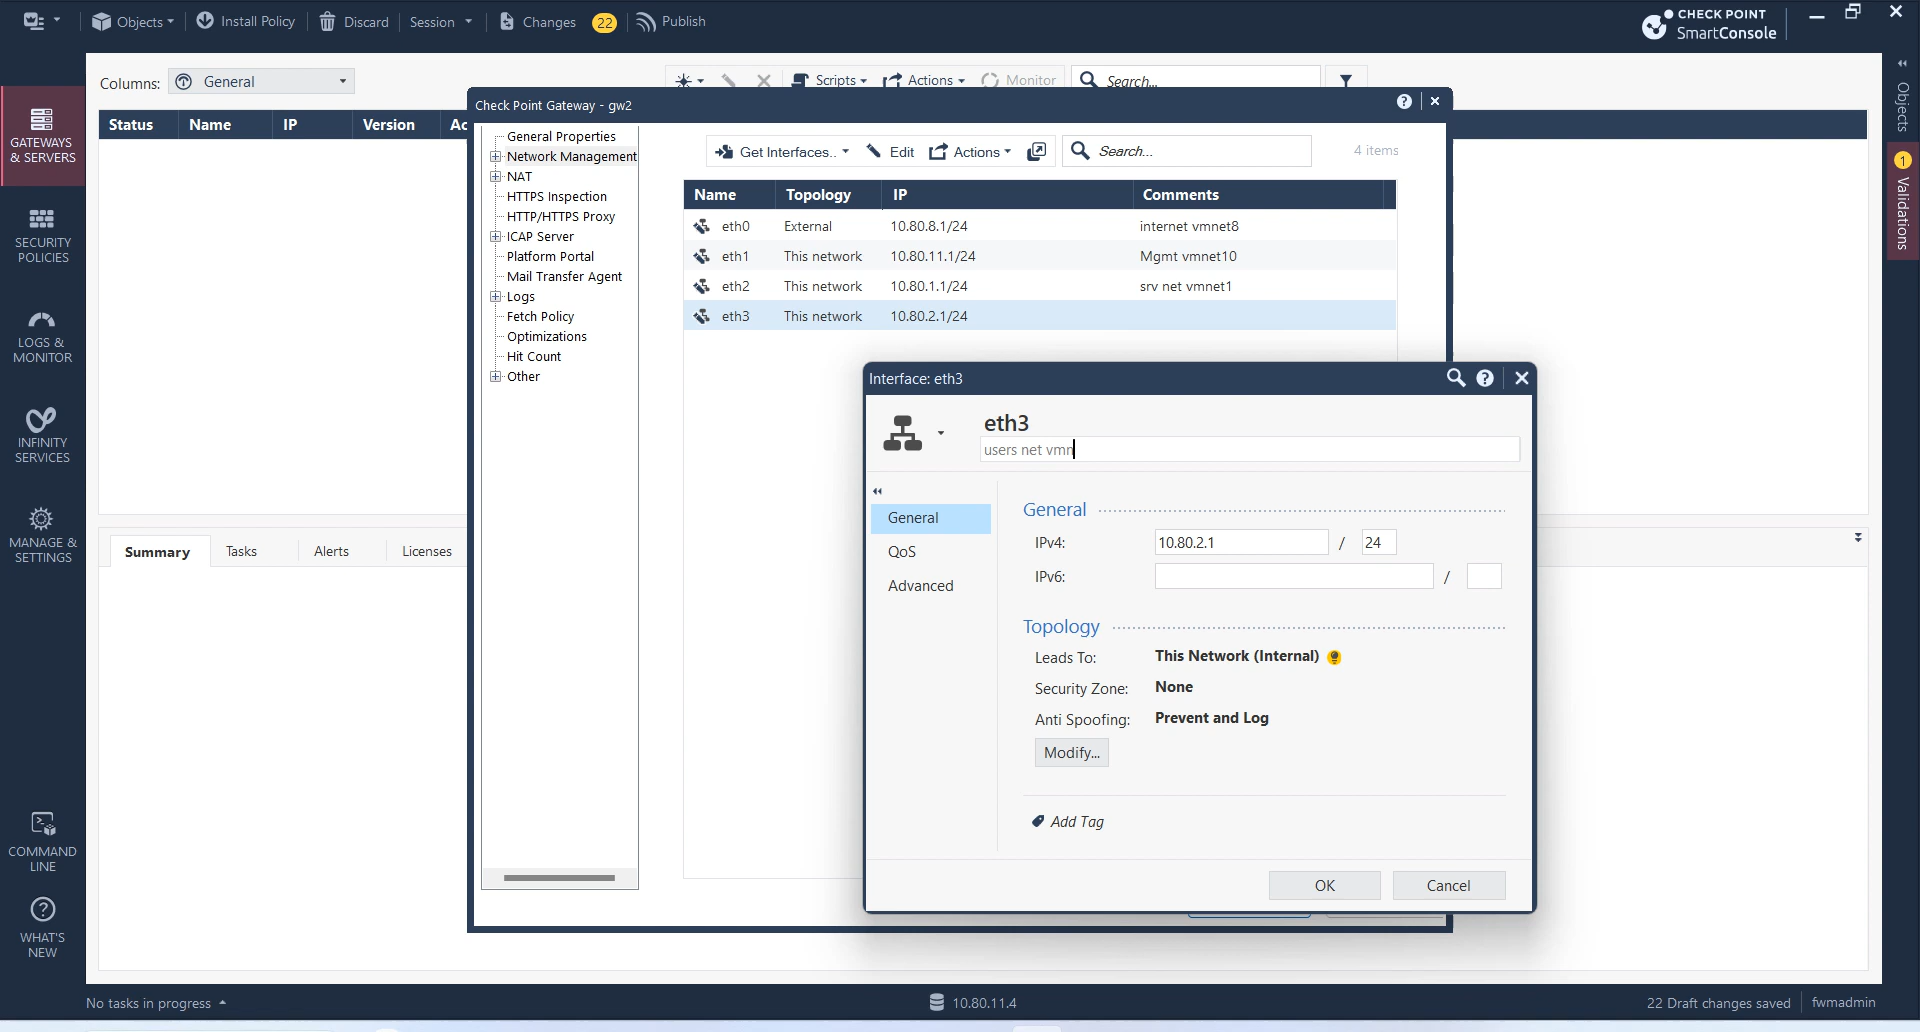 Objects
Install Policy
Discard
Session
Changes
22
Publish
CHECK POINT
SmartConsole
Columns:
General
Scripts
Actions
Monitor
Search...
Status
Name
IP
Version
GATEWAYS
& SERVERS
SECURITY
POLICIES
LOGS &
MONITOR
INFINITY
SERVICES
MANAGE &
SETTINGS
COMMAND
LINE
WHAT'S
NEW
Summary
Tasks
Alerts
Licenses
Check Point Gateway - gw2
General Properties
Network Management
NAT
HTTPS Inspection
HTTP/HTTPS Proxy
ICAP Server
Platform Portal
Mail Transfer Agent
Logs
Fetch Policy
Optimizations
Hit Count
Other
Get Interfaces..
Edit
Actions
Search...
4 items
Name Topology IP Comments
eth0 External 10.80.8.1/24 internet vmnet8
eth1 This network 10.80.11.1/24 Mgmt vmnet10
eth2 This network 10.80.1.1/24 srv net vmnet1
eth3 This network 10.80.2.1/24
Interface: eth3
eth3
users net vmn
General
QoS
Advanced
General
IPv4: 10.80.2.1 / 24
IPv6: /
Topology
Leads To: This Network (Internal)
Security Zone: None
Anti Spoofing: Prevent and Log
Modify...
Add Tag
OK
Cancel
Objects
1
Validations
No tasks in progress
10.80.11.4
22 Draft changes saved
fwmadmin